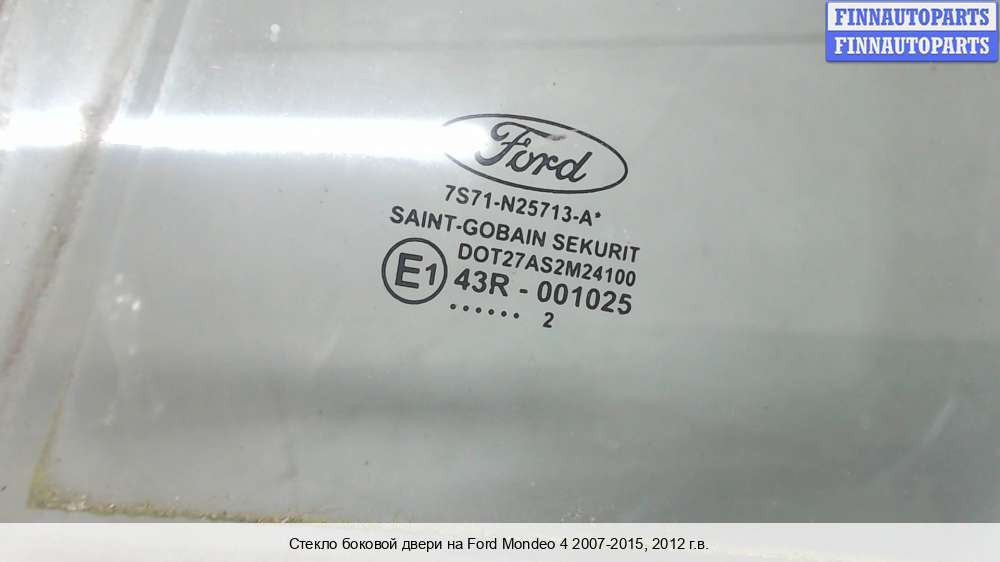 FINNAUTOPARTS
FINNAUTOPARTS
Ford
7S71-N25713-A*
SAINT-GOBAIN SEKURIT
DOT27AS2M24100
E1
43R - 001025
...... 2
Стекло боковой двери на Ford Mondeo 4 2007-2015, 2012 г.в.